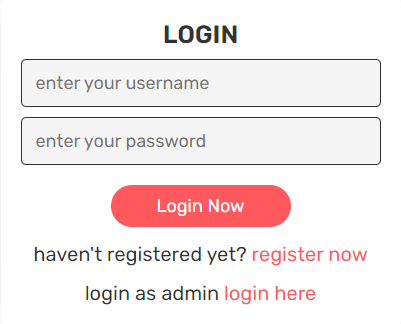 LOGIN
enter your username
enter your password
Login Now
haven't registered yet? register now
login as admin login here